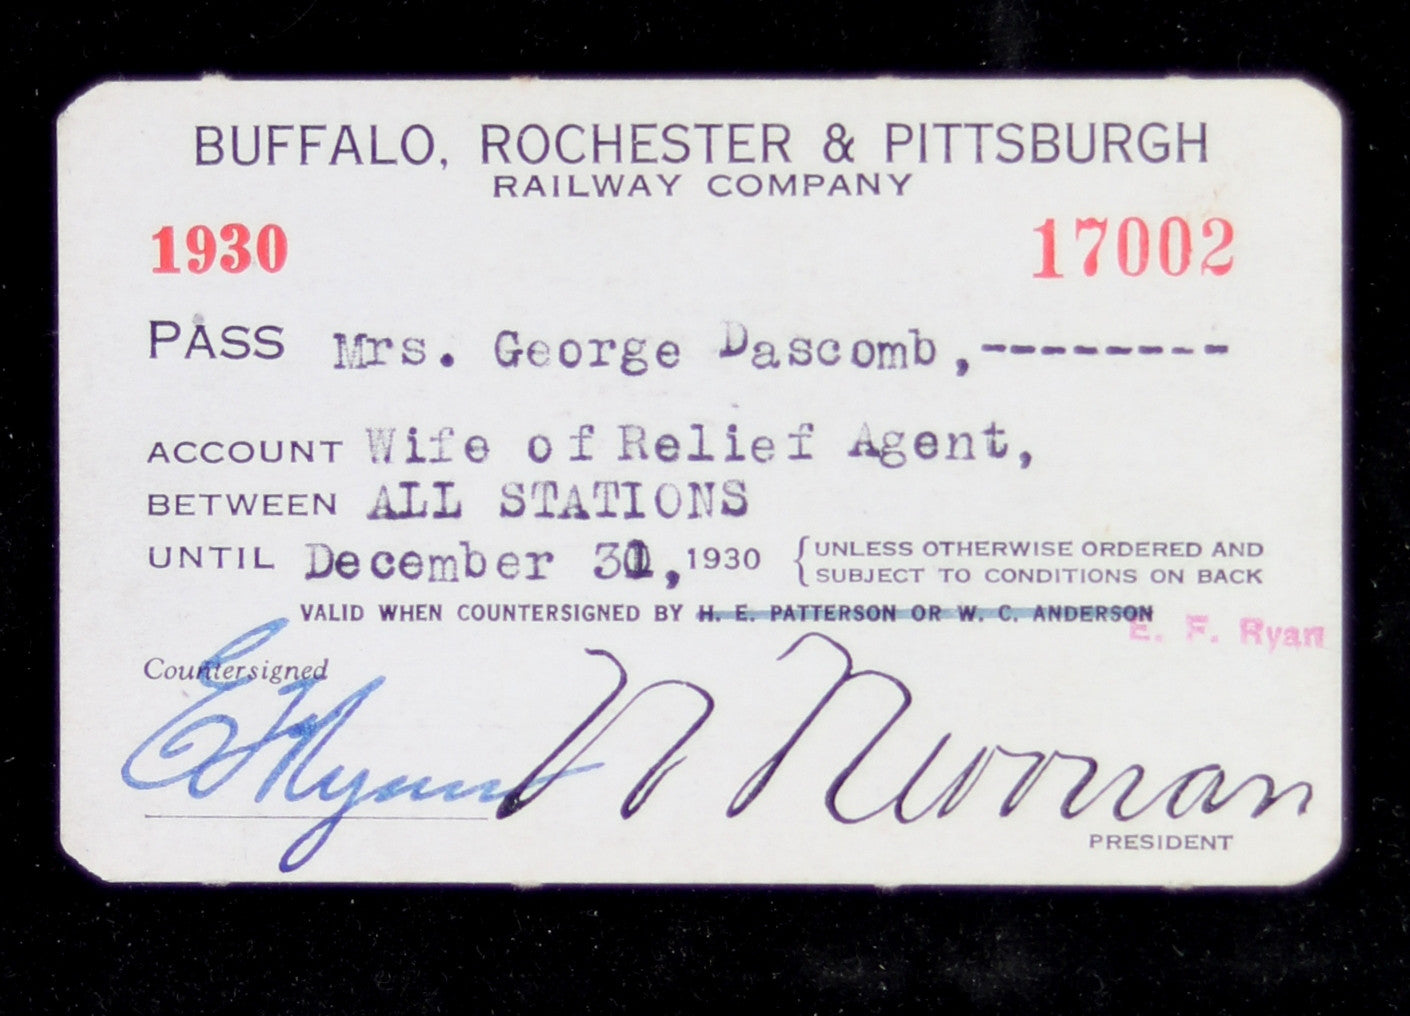 BUFFALO, ROCHESTER & PITTSBURGH
RAILWAY COMPANY
1930 17002
PASS Mrs. George Dascomb,---------
ACCOUNT Wife of Relief Agent,
BETWEEN ALL STATIONS
UNTIL December 31, 1930 { UNLESS OTHERWISE ORDERED AND
SUBJECT TO CONDITIONS ON BACK
VALID WHEN COUNTERSIGNED BY H. E. PATTERSON OR W. C. ANDERSON
E. F. Ryan
Countersigned
E F Ryan W Noonan
PRESIDENT